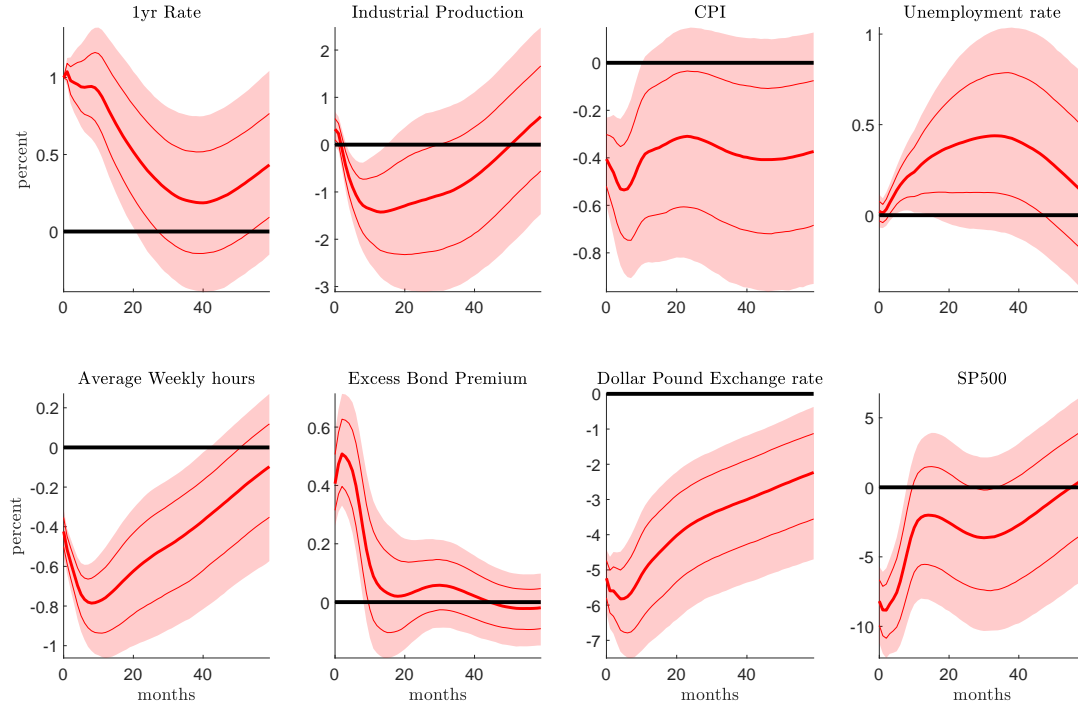 1yr Rate
percent
1
0.5
0
0 20 40
Industrial Production
2
1
0
-1
-2
-3
0 20 40
CPI
0
-0.2
-0.4
-0.6
-0.8
0 20 40
Unemployment rate
1
0.5
0
0 20 40
Average Weekly hours
percent
0.2
0
-0.2
-0.4
-0.6
-0.8
-1
0 20 40
months
Excess Bond Premium
0.6
0.4
0.2
0
0 20 40
months
Dollar Pound Exchange rate
0
-1
-2
-3
-4
-5
-6
-7
0 20 40
months
SP500
5
0
-5
-10
0 20 40
months